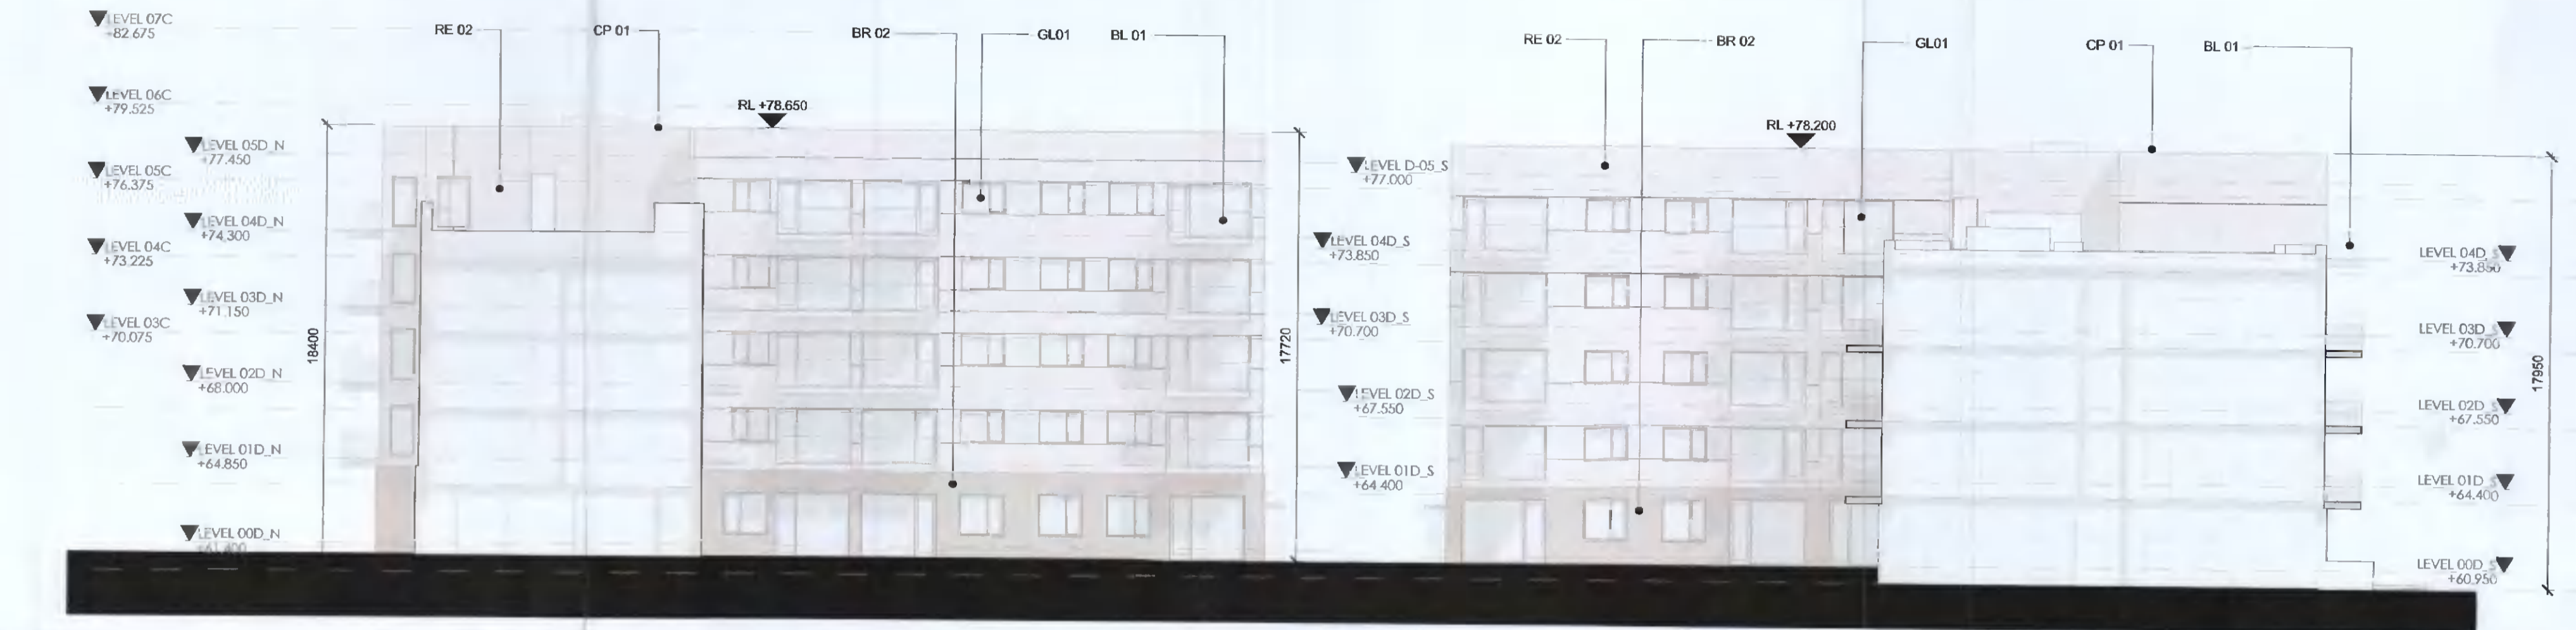 LEVEL 07C
+82.675
RE 02
CP 01
BR 02
GL01
BL 01
RE 02
BR 02
GL01
CP 01
BL 01
LEVEL 06C
+79.525
RL +78.650
RL +78.200
LEVEL 05D_N
+77.450
LEVEL 05C
+76.375
LEVEL D-05_S
+77.000
LEVEL 04D_N
+74.300
LEVEL 04C
+73.225
LEVEL 04D_S
+73.850
LEVEL 04D_S
+73.850
LEVEL 03D_N
+71.150
LEVEL 03C
+70.075
LEVEL 03D_S
+70.700
LEVEL 03D_S
+70.700
18400
17720
17950
LEVEL 02D_N
+68.000
LEVEL 02D_S
+67.550
LEVEL 02D_S
+67.550
LEVEL 01D_N
+64.850
LEVEL 01D_S
+64.400
LEVEL 01D_S
+64.400
LEVEL 00D_N
+61.400
LEVEL 00D_S
+60.950